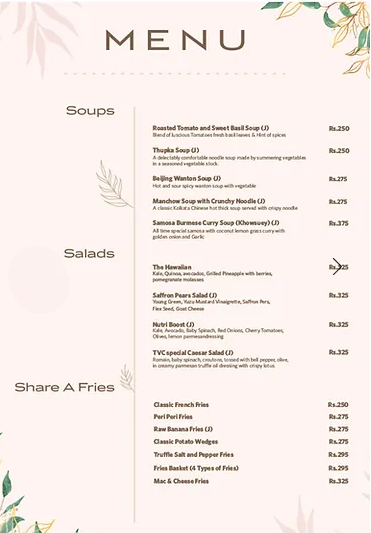 MENU
Soups
Roasted Tomato and Sweet Basil Soup (J) Rs.250
Blend of luscious Tomatoes fresh basil leaves & Hint of spices
Thupka Soup (J) Rs.250
A delectably comfortable noodle soup made by summering vegetables
in a seasoned vegetable stock.
Beijing Wanton Soup (J) Rs.275
Hot and sour spicy wanton soup with vegetable
Manchow Soup with Crunchy Noodle (J) Rs.275
A classic Kolkata Chinese hot thick soup served with crispy noodle
Samosa Burmese Curry Soup (Khowsuey) (J) Rs.375
All time special samosa with coconut lemon grass curry with
golden onion and Garlic
Salads
The Hawaiian Rs.325
Kale, Quinoa, avocados, Grilled Pineapple with berries,
pomegranate molasses
Saffron Pears Salad (J) Rs.325
Young Green, Yuzu Mustard Vinaigrette, Saffron Pers,
Flex Seed, Goat Cheese
Nutri Boost (J) Rs.325
Kale, Avocado, Baby Spinach, Red Onions, Cherry Tomatoes,
Olives, lemon parmesandressing
TVC special Caesar Salad (J) Rs.325
Romain, baby spinach, croutons, tossed with bell pepper, olive,
in creamy parmesan truffle oil dressing with crispy lotus.
Share A Fries
Classic French Fries Rs.250
Peri Peri Fries Rs.275
Raw Banana Fries (J) Rs.275
Classic Potato Wedges Rs.275
Truffle Salt and Pepper Fries Rs.295
Fries Basket (4 Types of Fries) Rs.295
Mac & Cheese Fries Rs.325